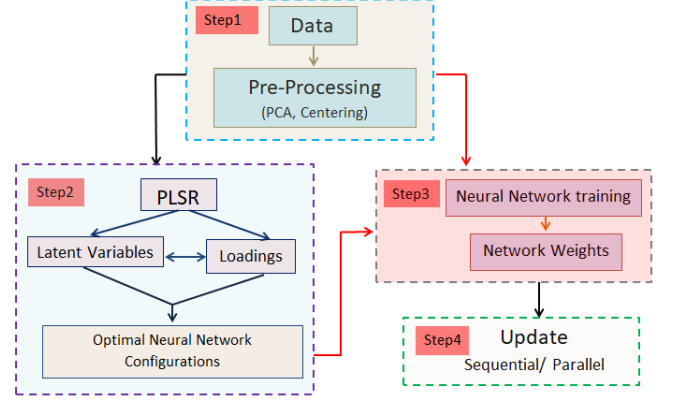 Step1
Data
Pre-Processing
(PCA, Centering)
Step2
PLSR
Latent Variables
Loadings
Optimal Neural Network
Configurations
Step3
Neural Network training
Network Weights
Step4
Update
Sequential/ Parallel